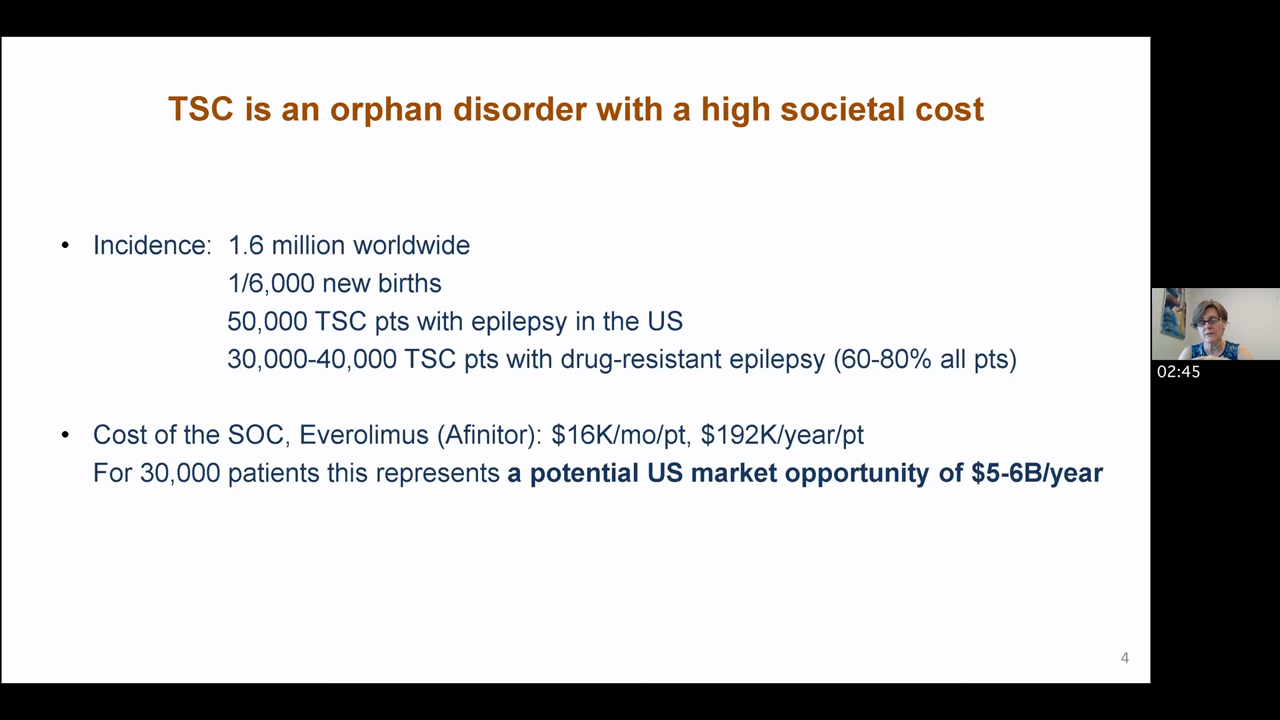 TSC is an orphan disorder with a high societal cost
• Incidence: 1.6 million worldwide
1/6,000 new births
50,000 TSC pts with epilepsy in the US
30,000-40,000 TSC pts with drug-resistant epilepsy (60-80% all pts)
• Cost of the SOC, Everolimus (Afinitor): $16K/mo/pt, $192K/year/pt
For 30,000 patients this represents a potential US market opportunity of $5-6B/year
02:45
4